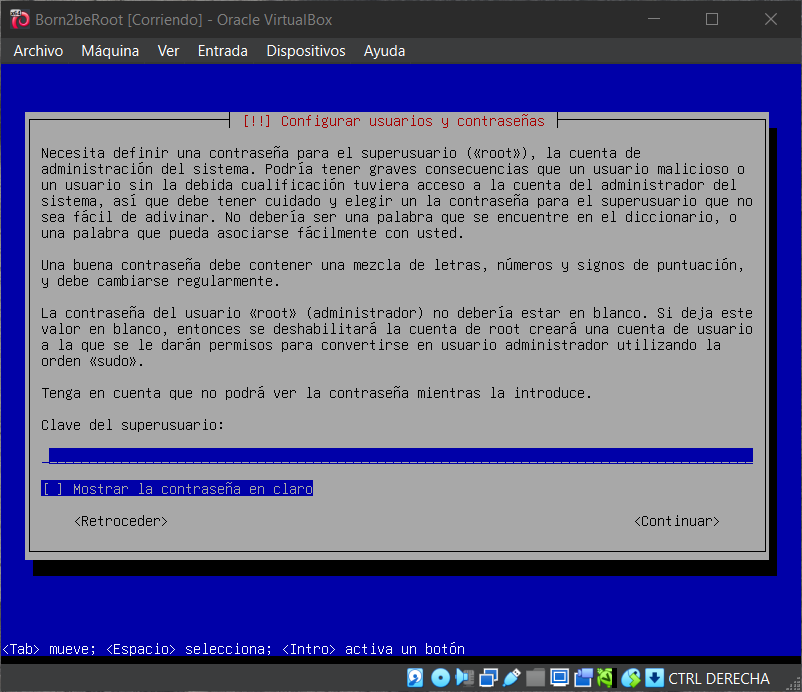 Born2beRoot [Corriendo] - Oracle VirtualBox
Archivo Máquina Ver Entrada Dispositivos Ayuda
[!!] Configurar usuarios y contraseñas
Necesita definir una contraseña para el superusuario («root»), la cuenta de
administración del sistema. Podría tener graves consecuencias que un usuario malicioso o
un usuario sin la debida cualificación tuviera acceso a la cuenta del administrador del
sistema, así que debe tener cuidado y elegir un la contraseña para el superusuario que no
sea fácil de adivinar. No debería ser una palabra que se encuentre en el diccionario, o
una palabra que pueda asociarse fácilmente con usted.
Una buena contraseña debe contener una mezcla de letras, números y signos de puntuación,
y debe cambiarse regularmente.
La contraseña del usuario «root» (administrador) no debería estar en blanco. Si deja este
valor en blanco, entonces se deshabilitará la cuenta de root creará una cuenta de usuario
a la que se le darán permisos para convertirse en usuario administrador utilizando la
orden «sudo».
Tenga en cuenta que no podrá ver la contraseña mientras la introduce.
Clave del superusuario:
[ ] Mostrar la contraseña en claro
<Retroceder> <Continuar>
<Tab> mueve; <Espacio> selecciona; <Intro> activa un botón
CTRL DERECHA